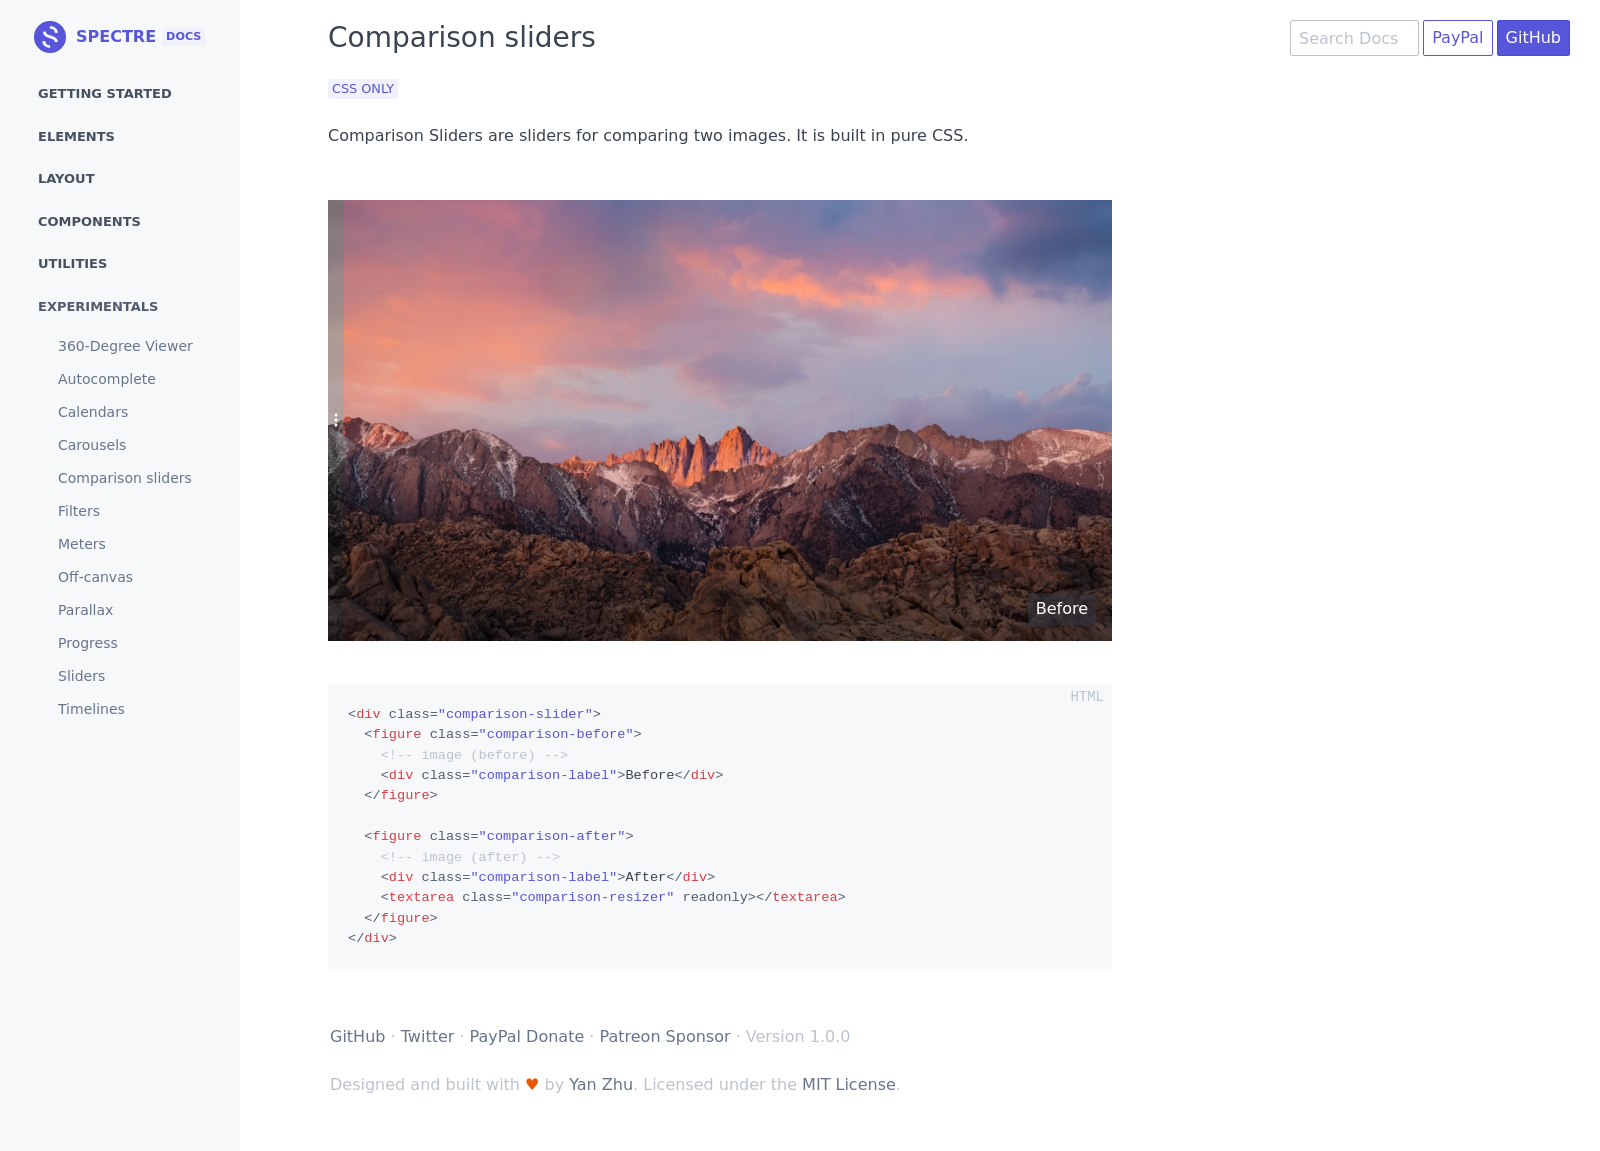 SPECTRE DOCS
GETTING STARTED
ELEMENTS
LAYOUT
COMPONENTS
UTILITIES
EXPERIMENTALS
360-Degree Viewer
Autocomplete
Calendars
Carousels
Comparison sliders
Filters
Meters
Off-canvas
Parallax
Progress
Sliders
Timelines
Comparison sliders
Search Docs PayPal GitHub
CSS ONLY
Comparison Sliders are sliders for comparing two images. It is built in pure CSS.
Before
HTML
<div class="comparison-slider">
  <figure class="comparison-before">
    <!-- image (before) -->
    <div class="comparison-label">Before</div>
  </figure>

  <figure class="comparison-after">
    <!-- image (after) -->
    <div class="comparison-label">After</div>
    <textarea class="comparison-resizer" readonly></textarea>
  </figure>
</div>
GitHub · Twitter · PayPal Donate · Patreon Sponsor · Version 1.0.0
Designed and built with ♥ by Yan Zhu. Licensed under the MIT License.